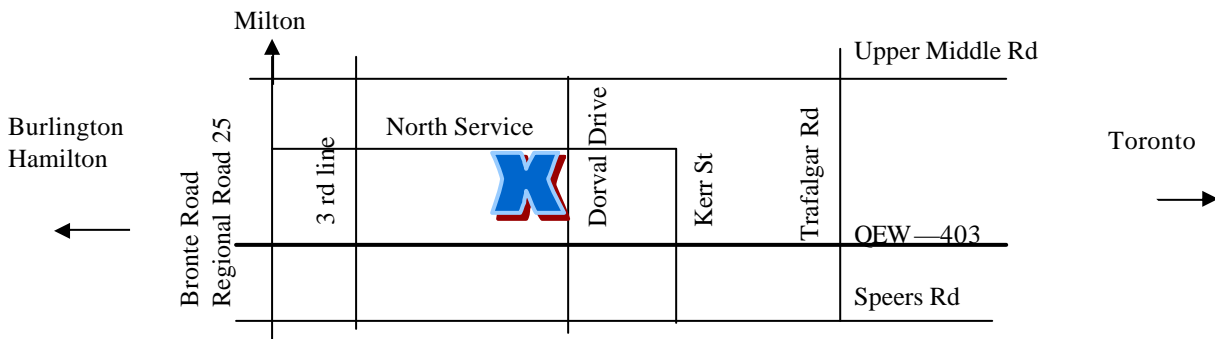 Milton
Upper Middle Rd
Burlington
Hamilton
North Service
Toronto
Bronte Road
Regional Road 25
3 rd line
X
Dorval Drive
Kerr St
Trafalgar Rd
QEW—403
Speers Rd